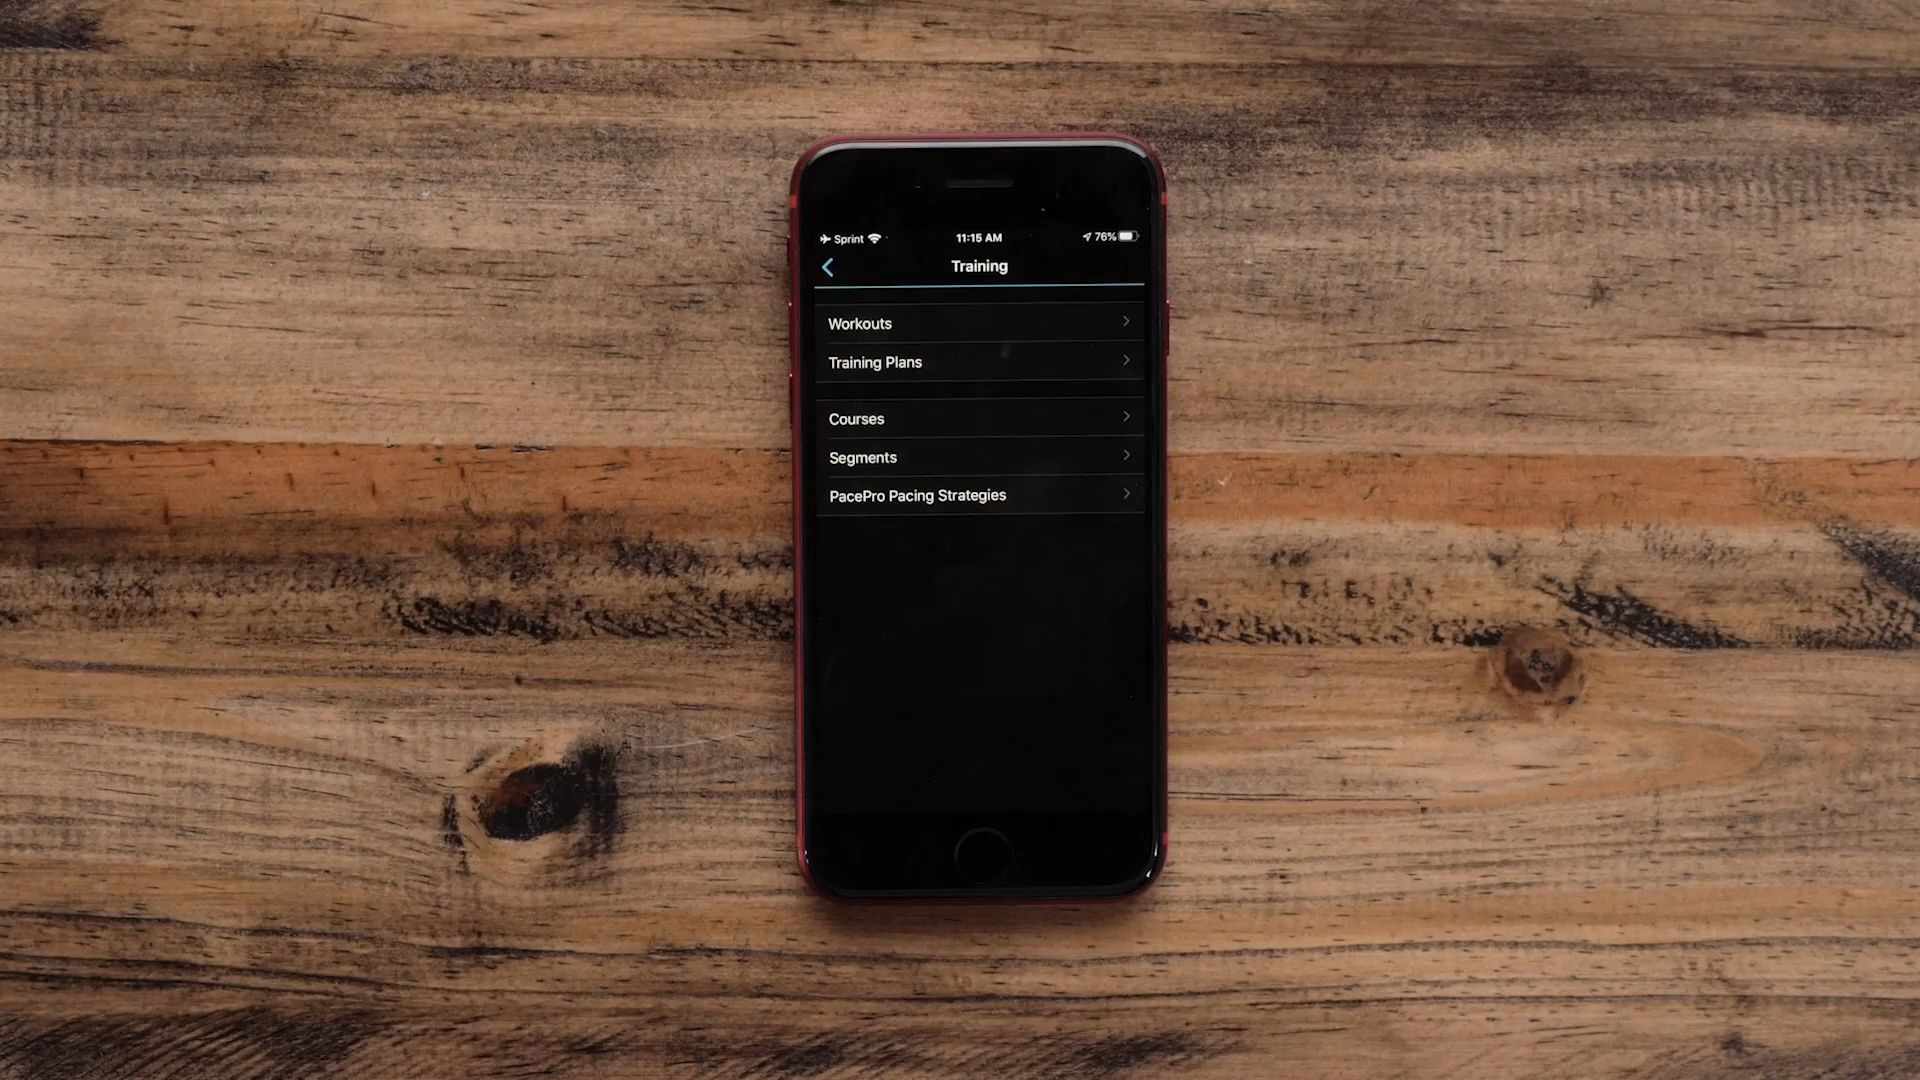 Sprint 11:15 AM 76%
Training
Workouts
Training Plans
Courses
Segments
PacePro Pacing Strategies